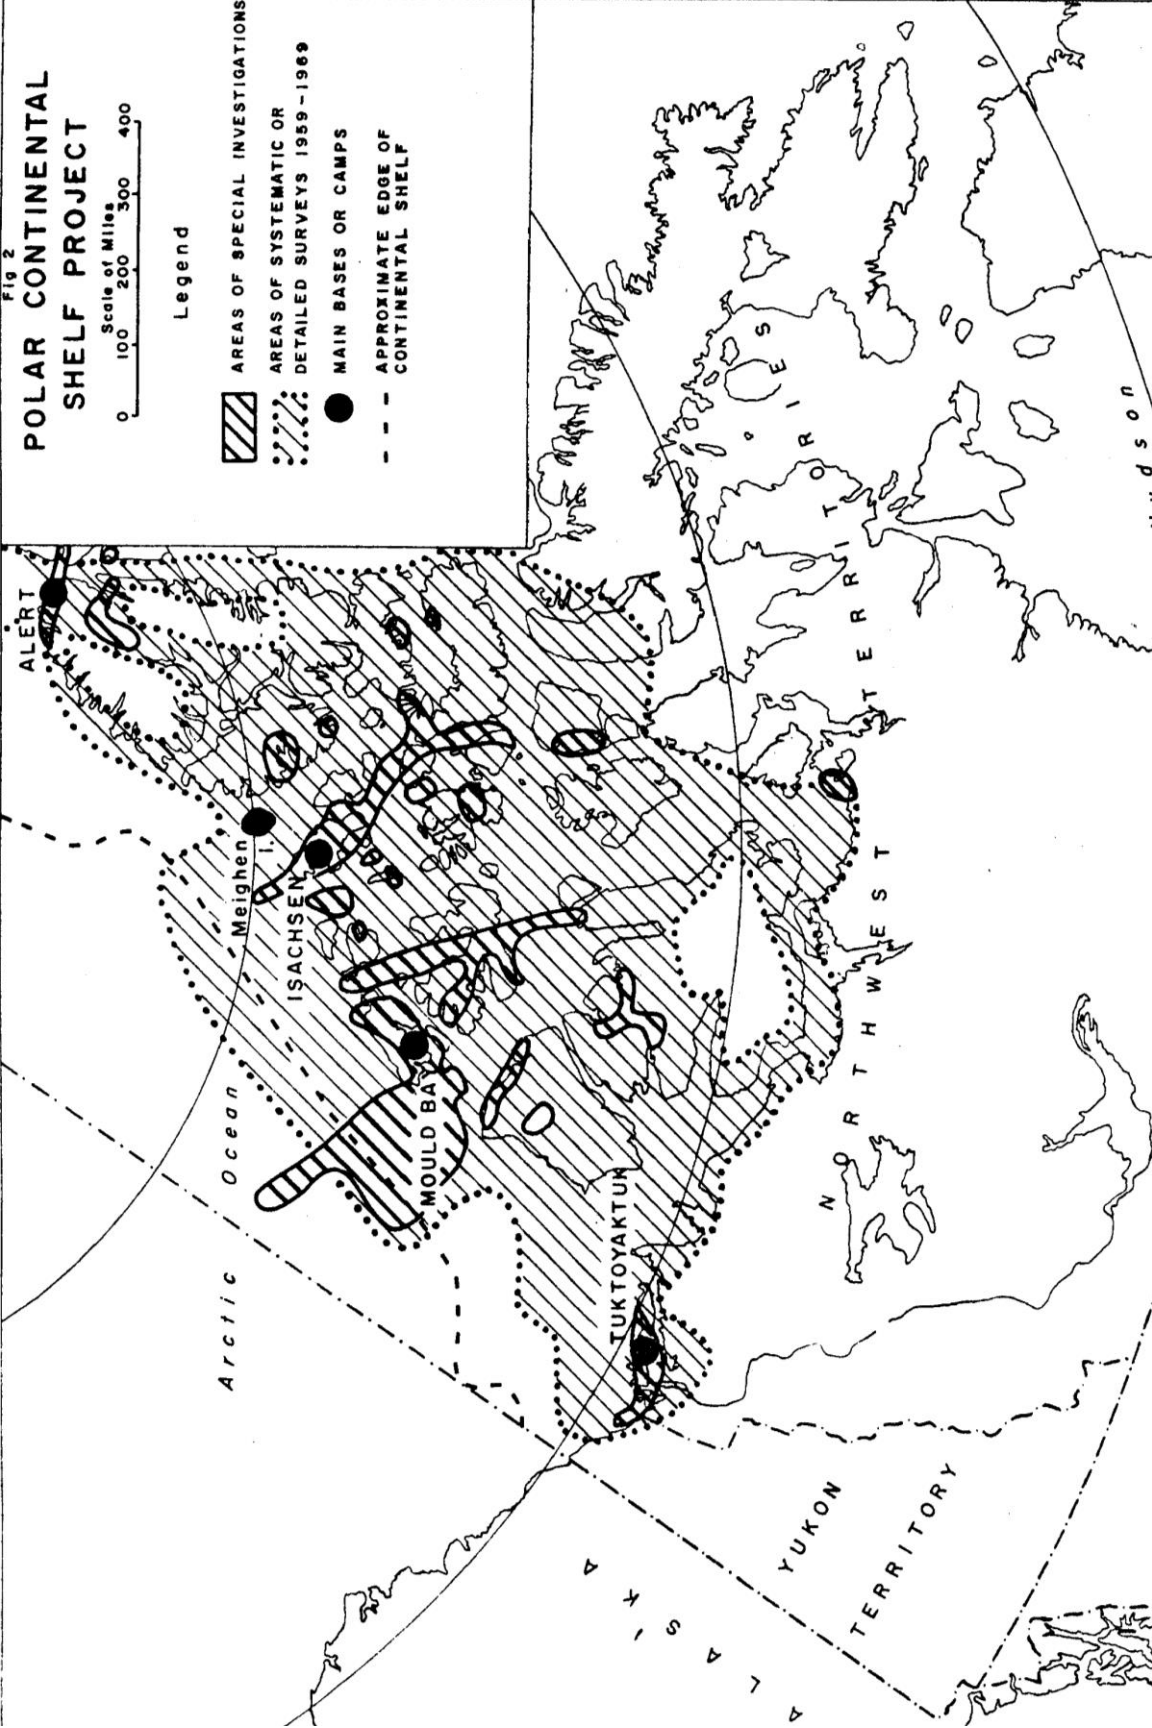 Fig 2
POLAR CONTINENTAL
SHELF PROJECT
Scale of Miles
0 100 200 300 400
Legend
AREAS OF SPECIAL INVESTIGATIONS
AREAS OF SYSTEMATIC OR
DETAILED SURVEYS 1959-1969
MAIN BASES OR CAMPS
APPROXIMATE EDGE OF
CONTINENTAL SHELF
ALERT
Meighen
I.
ISACHSEN
MOULD BAY
TUKTOYAKTUK
Arctic Ocean
ALASKA
YUKON
TERRITORY
NORTHWEST TERRITORIES